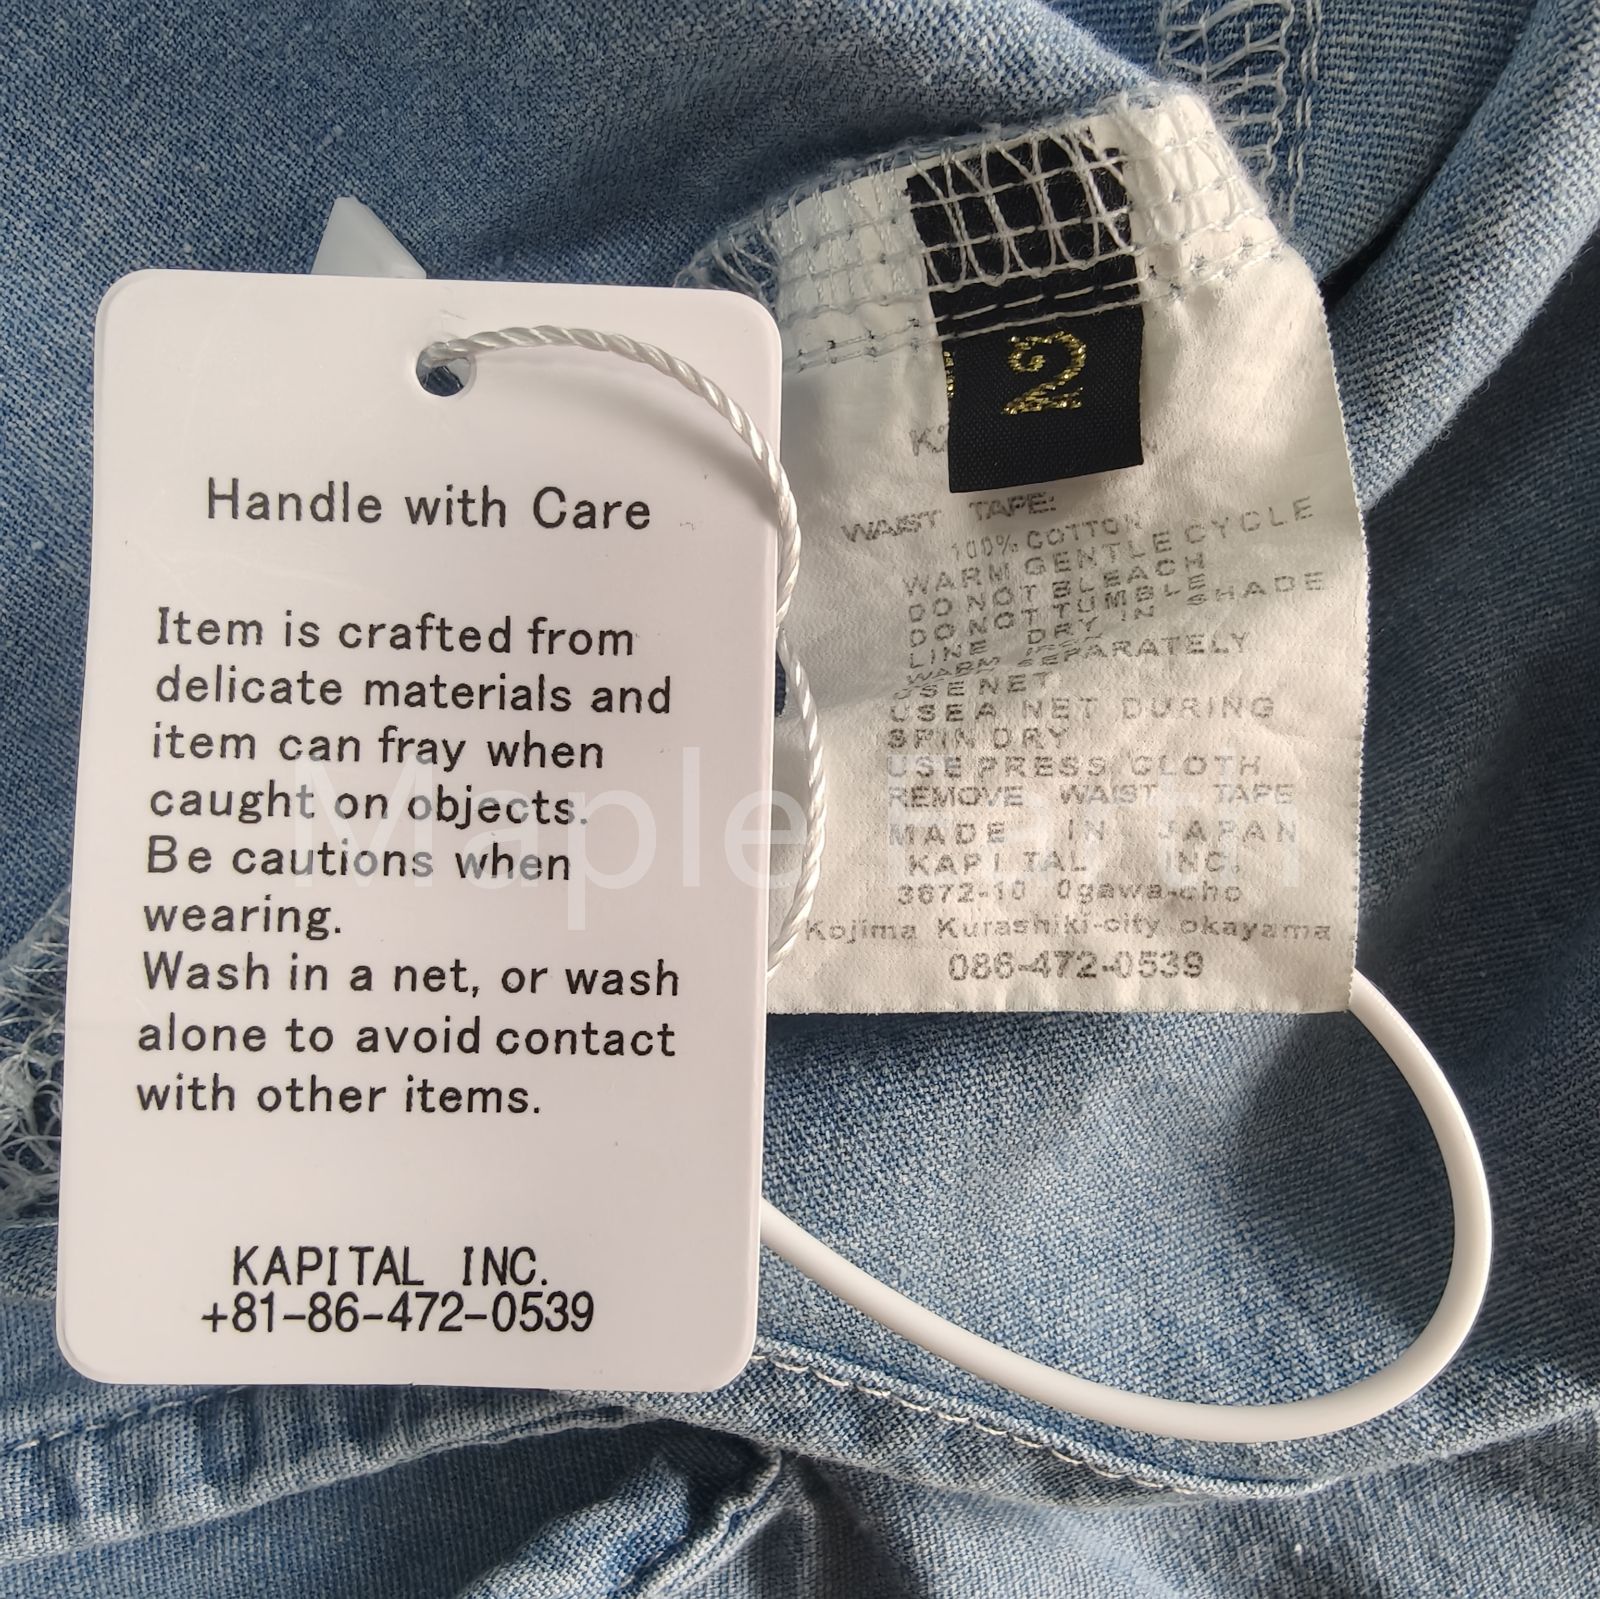 Handle with Care
Item is crafted from
delicate materials and
item can fray when
caught on objects.
Be cautions when
wearing.
Wash in a net, or wash
alone to avoid contact
with other items.
KAPITAL INC.
+81-86-472-0539
2
WAIST TAPE:
100% COTTON
WARM GENTLE CYCLE
DO NOT BLEACH
DO NOT TUMBLE
LINE DRY IN SHADE
WARM SEPARATELY
USE NET
USE A NET DURING
SPIN DRY
USE PRESS CLOTH
REMOVE WAIST TAPE
MADE IN JAPAN
KAPITAL INC.
3672-10 Ogawa-cho
Kojima Kurashiki-city okayama
086-472-0539
Maple Earth